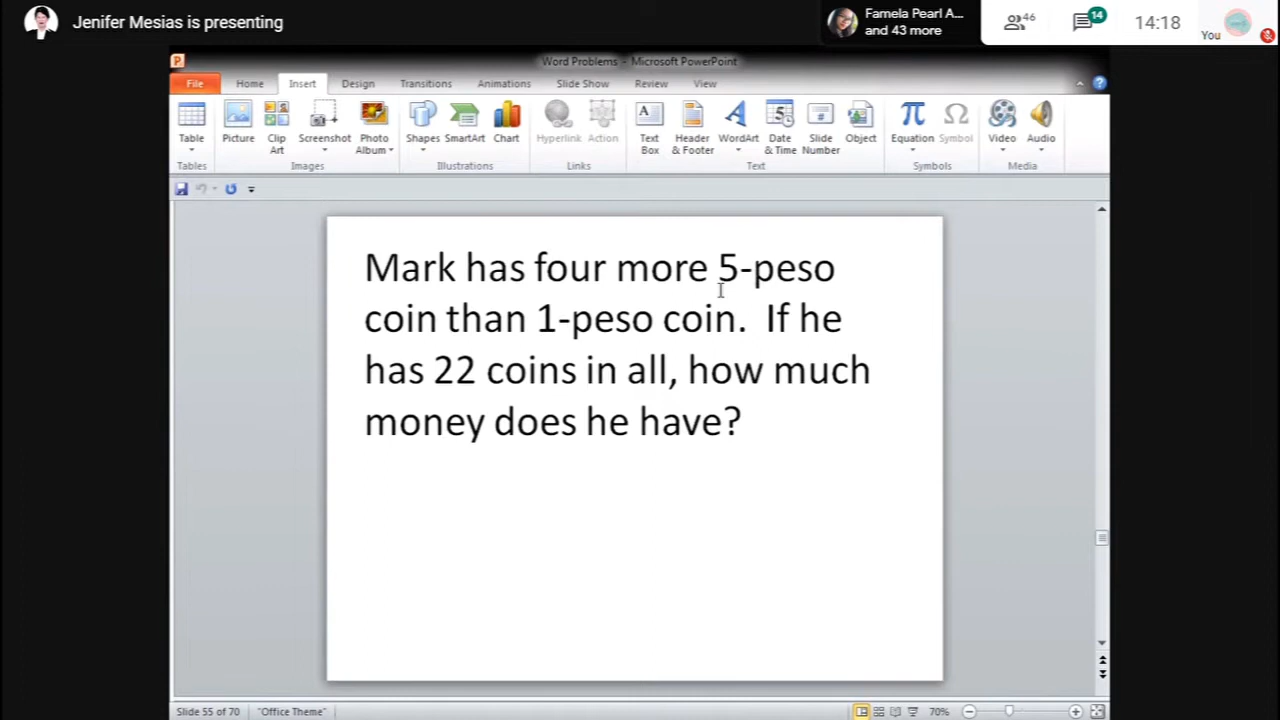 Jenifer Mesias is presenting
Famela Pearl A...
and 43 more
46
14
14:18
You
Word Problems - Microsoft PowerPoint
File Home Insert Design Transitions Animations Slide Show Review View
Table Picture Clip Art Screenshot Photo Album Shapes SmartArt Chart Hyperlink Action Text Box Header & Footer WordArt Date & Time Slide Number Object Equation Symbol Video Audio
Tables Images Illustrations Links Text Symbols Media
Mark has four more 5-peso
coin than 1-peso coin. If he
has 22 coins in all, how much
money does he have?
Slide 55 of 70 "Office Theme" 70%